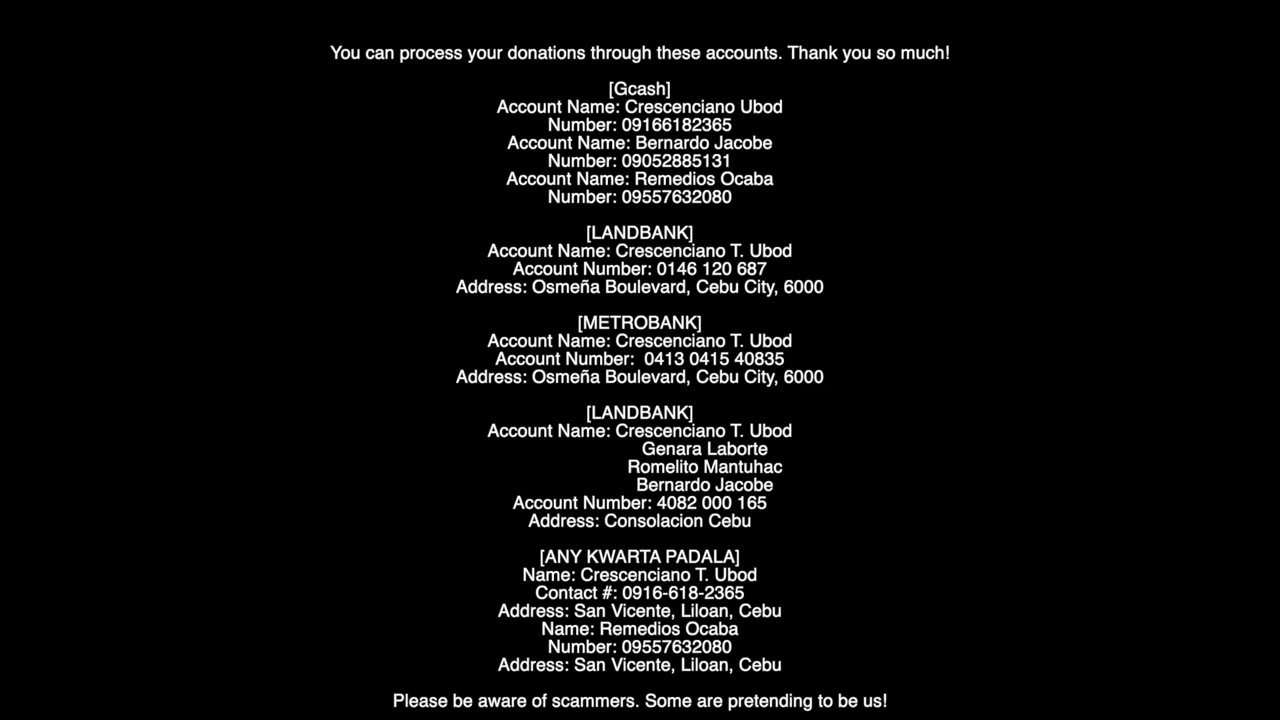 You can process your donations through these accounts. Thank you so much!
[Gcash]
Account Name: Crescenciano Ubod
Number: 09166182365
Account Name: Bernardo Jacobe
Number: 09052885131
Account Name: Remedios Ocaba
Number: 09557632080
[LANDBANK]
Account Name: Crescenciano T. Ubod
Account Number: 0146 120 687
Address: Osmeña Boulevard, Cebu City, 6000
[METROBANK]
Account Name: Crescenciano T. Ubod
Account Number:  0413 0415 40835
Address: Osmeña Boulevard, Cebu City, 6000
[LANDBANK]
Account Name: Crescenciano T. Ubod
Genara Laborte
Romelito Mantuhac
Bernardo Jacobe
Account Number: 4082 000 165
Address: Consolacion Cebu
[ANY KWARTA PADALA]
Name: Crescenciano T. Ubod
Contact #: 0916-618-2365
Address: San Vicente, Liloan, Cebu
Name: Remedios Ocaba
Number: 09557632080
Address: San Vicente, Liloan, Cebu
Please be aware of scammers. Some are pretending to be us!